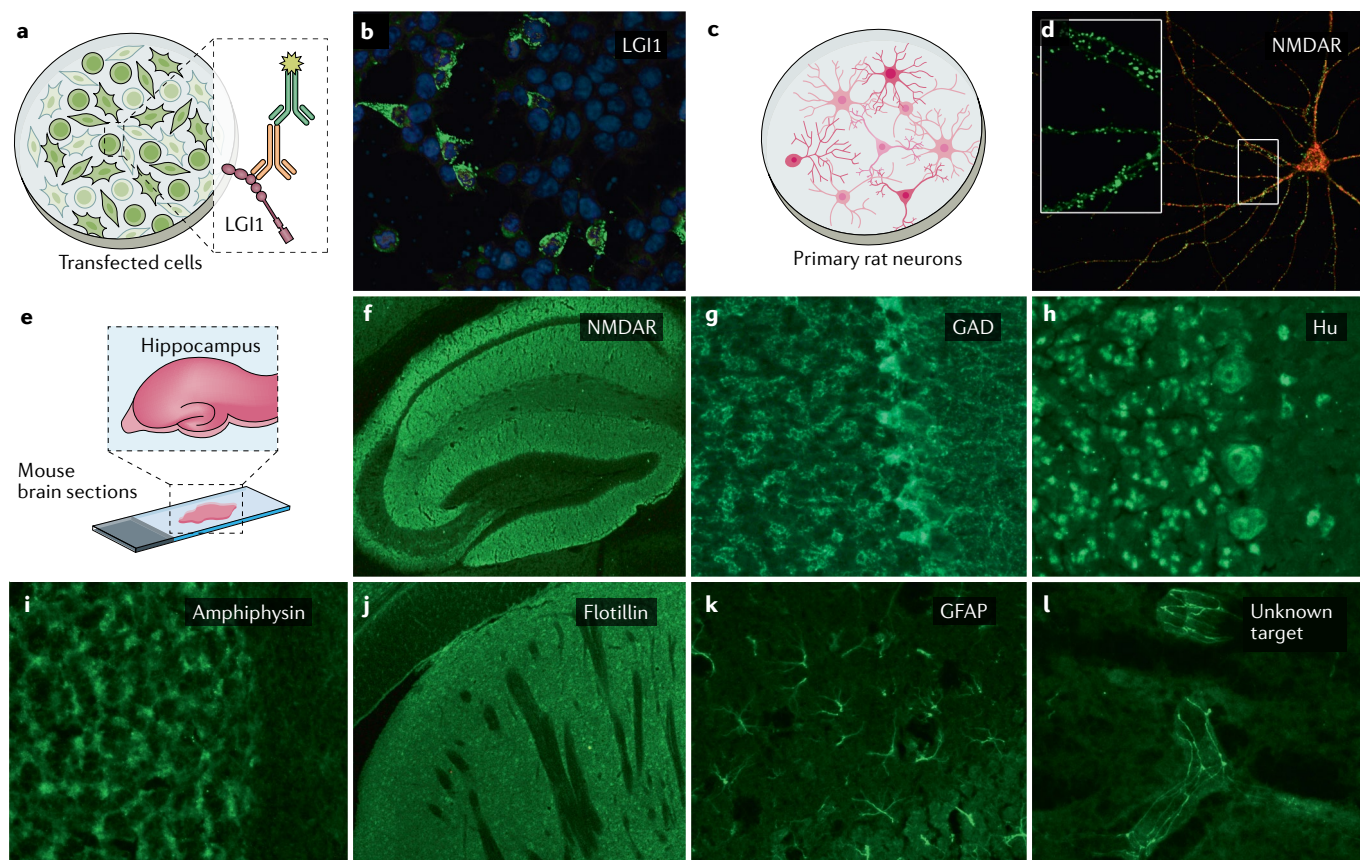 a
LGI1
Transfected cells
b
LGI1
c
Primary rat neurons
d
NMDAR
e
Hippocampus
Mouse
brain sections
f
NMDAR
g
GAD
h
Hu
i
Amphiphysin
j
Flotillin
k
GFAP
l
Unknown
target